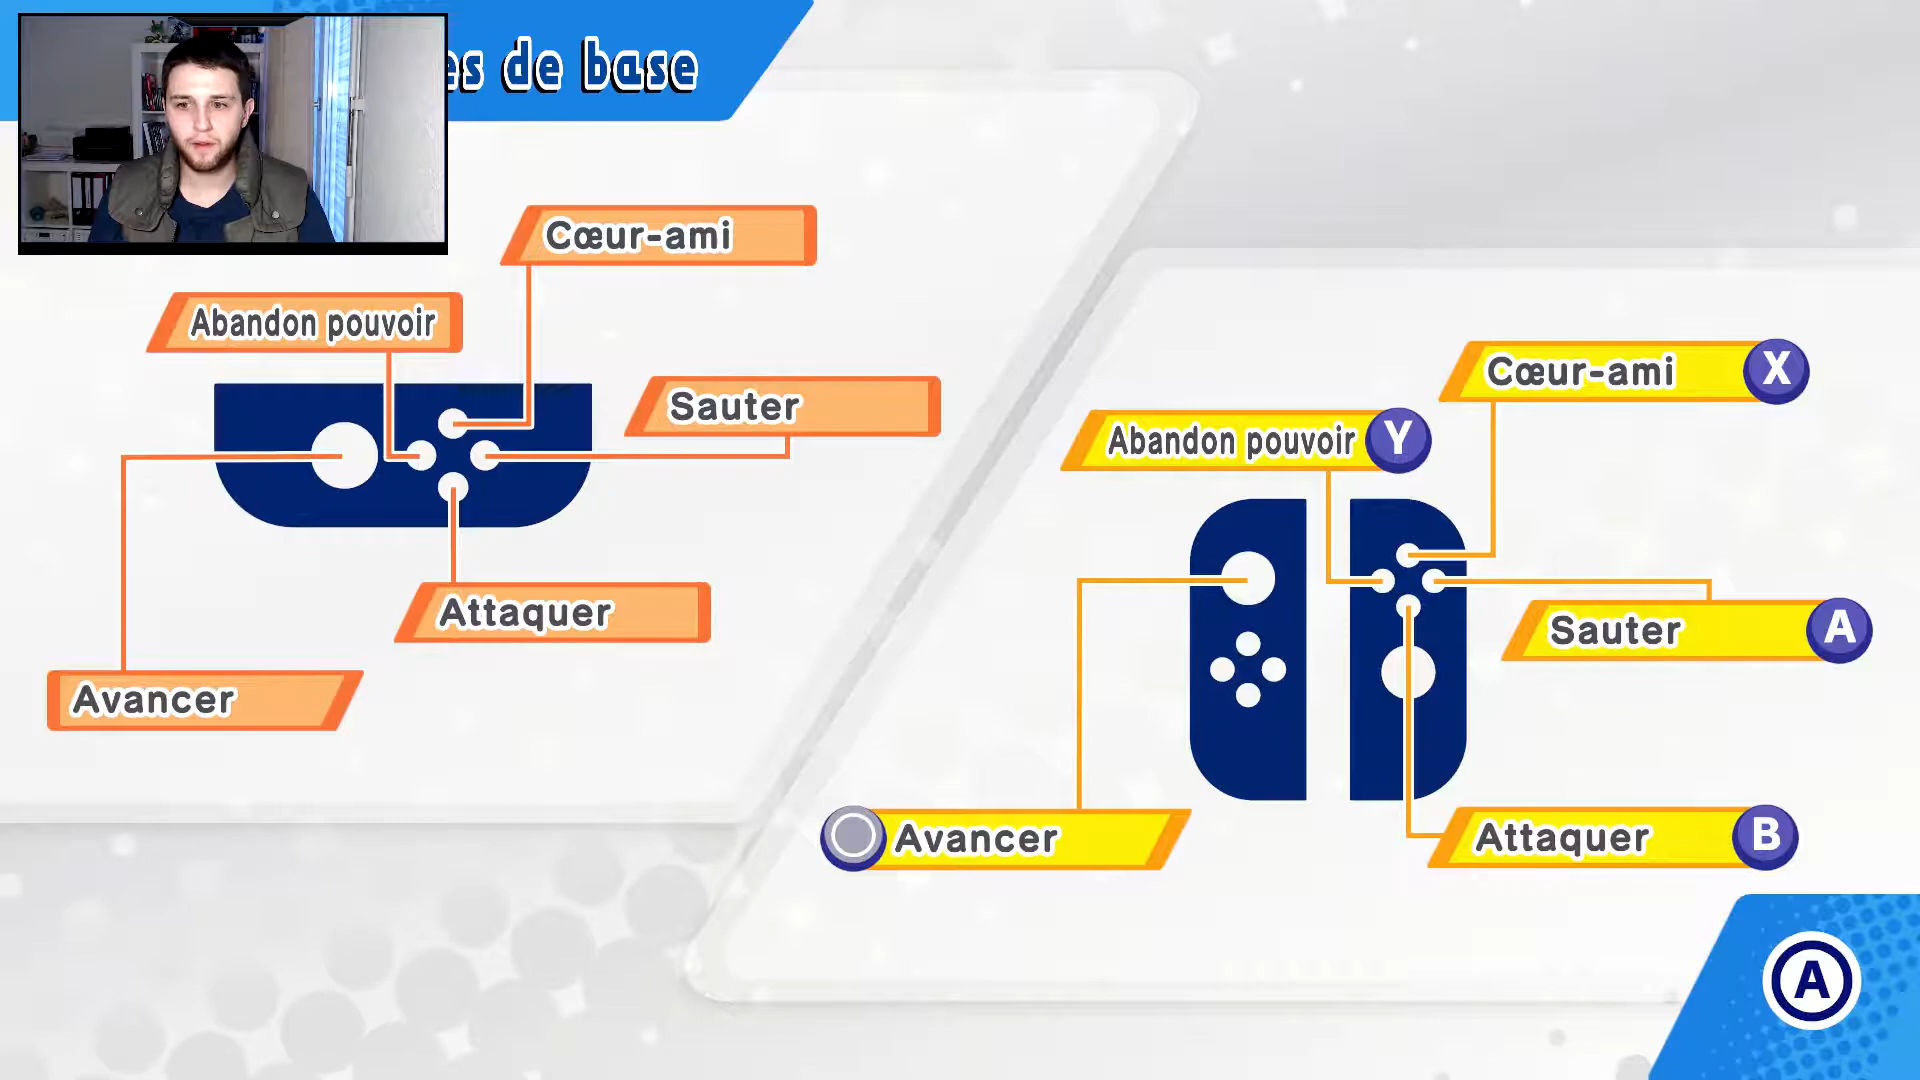 es de base
Cœur-ami
Abandon pouvoir
Sauter
Attaquer
Avancer
Cœur-ami X
Abandon pouvoir Y
Sauter A
Avancer
Attaquer B
A